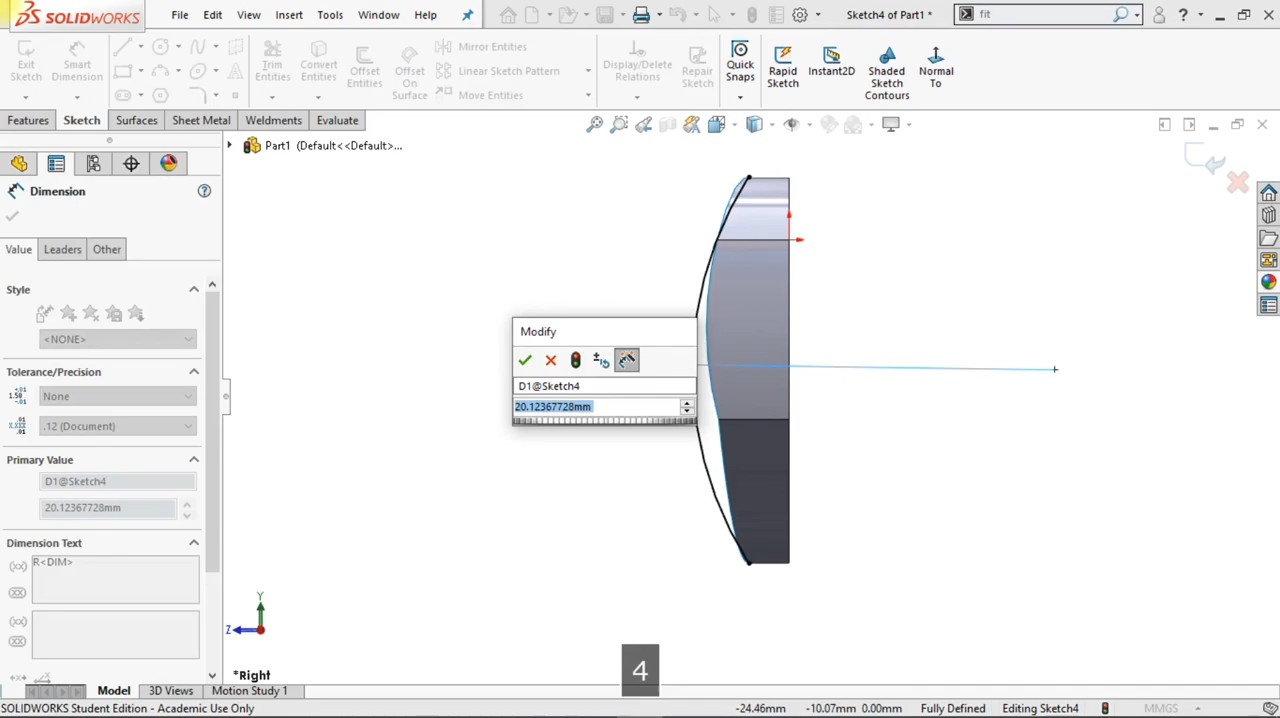 SOLIDWORKS File Edit View Insert Tools Window Help Sketch4 of Part1 * fit ?
Exit Sketch
Smart Dimension
Trim Entities
Convert Entities
Offset Entities
Offset On Surface
Mirror Entities
Linear Sketch Pattern
Move Entities
Display/Delete Relations
Repair Sketch
Quick Snaps
Rapid Sketch
Instant2D
Shaded Sketch Contours
Normal To
Features Sketch Surfaces Sheet Metal Weldments Evaluate
Part1 (Default<<Default>...
Dimension
Value Leaders Other
Style
<NONE>
Tolerance/Precision
None
.12 (Document)
Primary Value
D1@Sketch4
20.12367728mm
Dimension Text
R<DIM>
Modify
D1@Sketch4
20.12367728mm
Y
Z
*Right
4
Model 3D Views Motion Study 1
SOLIDWORKS Student Edition - Academic Use Only -24.46mm -10.07mm 0.00mm Fully Defined Editing Sketch4 MMGS